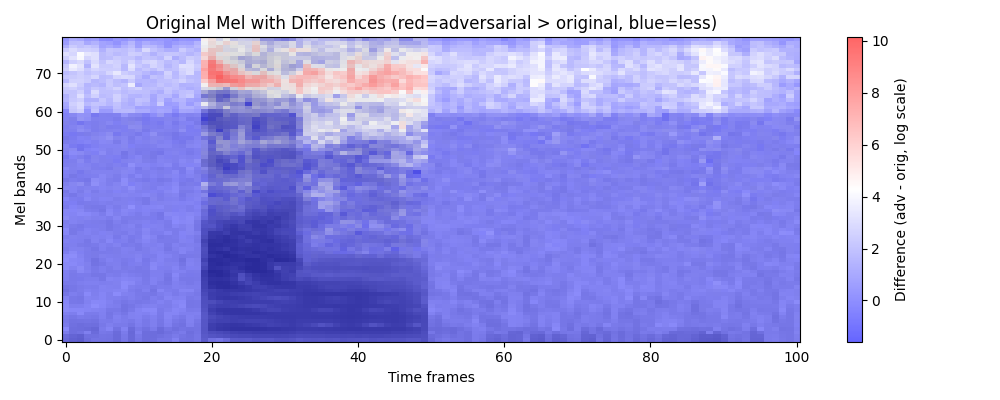 Original Mel with Differences (red=adversarial > original, blue=less)
Mel bands
70
60
50
40
30
20
10
0
0 20 40 60 80 100
Time frames
10
8
6
4
2
0
Difference (adv - orig, log scale)